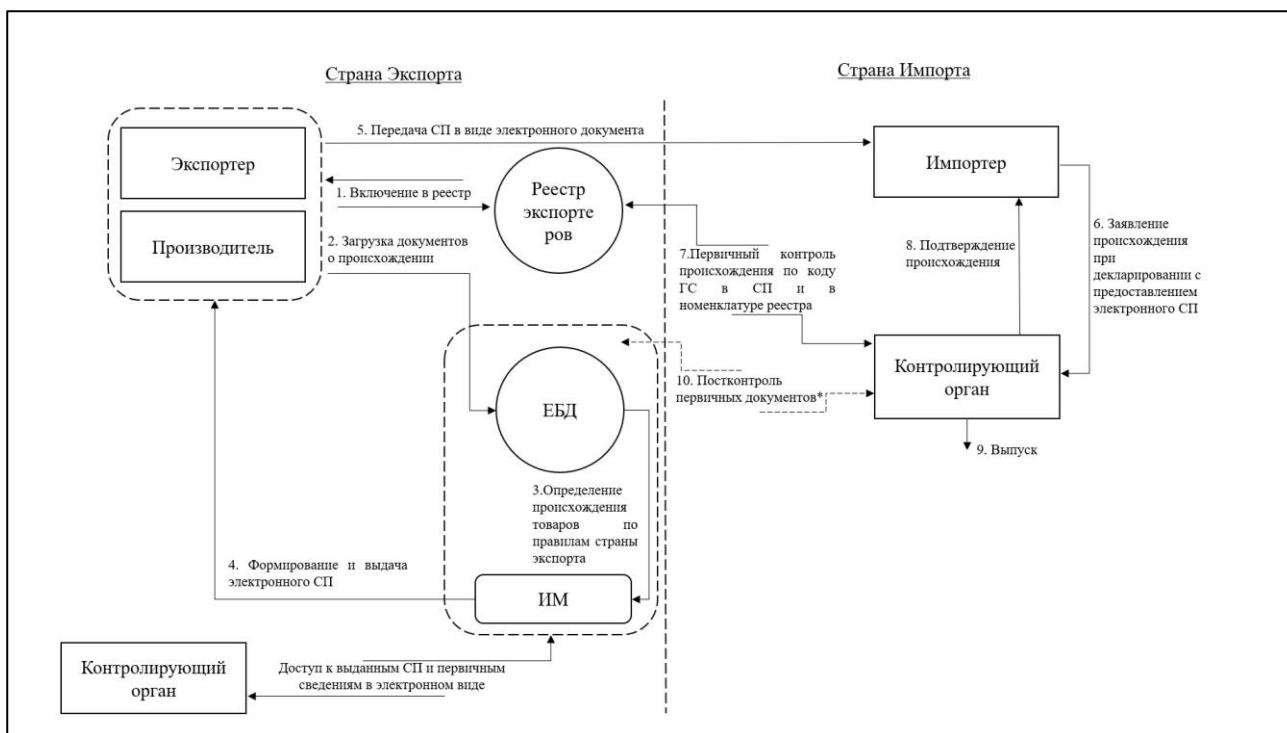 Страна Экспорта
Страна Импорта
5. Передача СП в виде электронного документа
Экспортер
Импортер
1. Включение в реестр
Реестр
экспорте
ров
Производитель
2. Загрузка документов
о происхождении
6. Заявление
происхождения
при
декларировании с
предоставлением
электронного СП
7.Первичный контроль
происхождения по коду
ГС в СП и в
номенклатуре реестра
8. Подтверждение
происхождения
Контролирующий
орган
10. Постконтроль
первичных документов*
ЕБД
9. Выпуск
3.Определение
происхождения
товаров по
правилам страны
экспорта
4. Формирование и выдача
электронного СП
ИМ
Контролирующий
орган
Доступ к выданным СП и первичным
сведениям в электронном виде